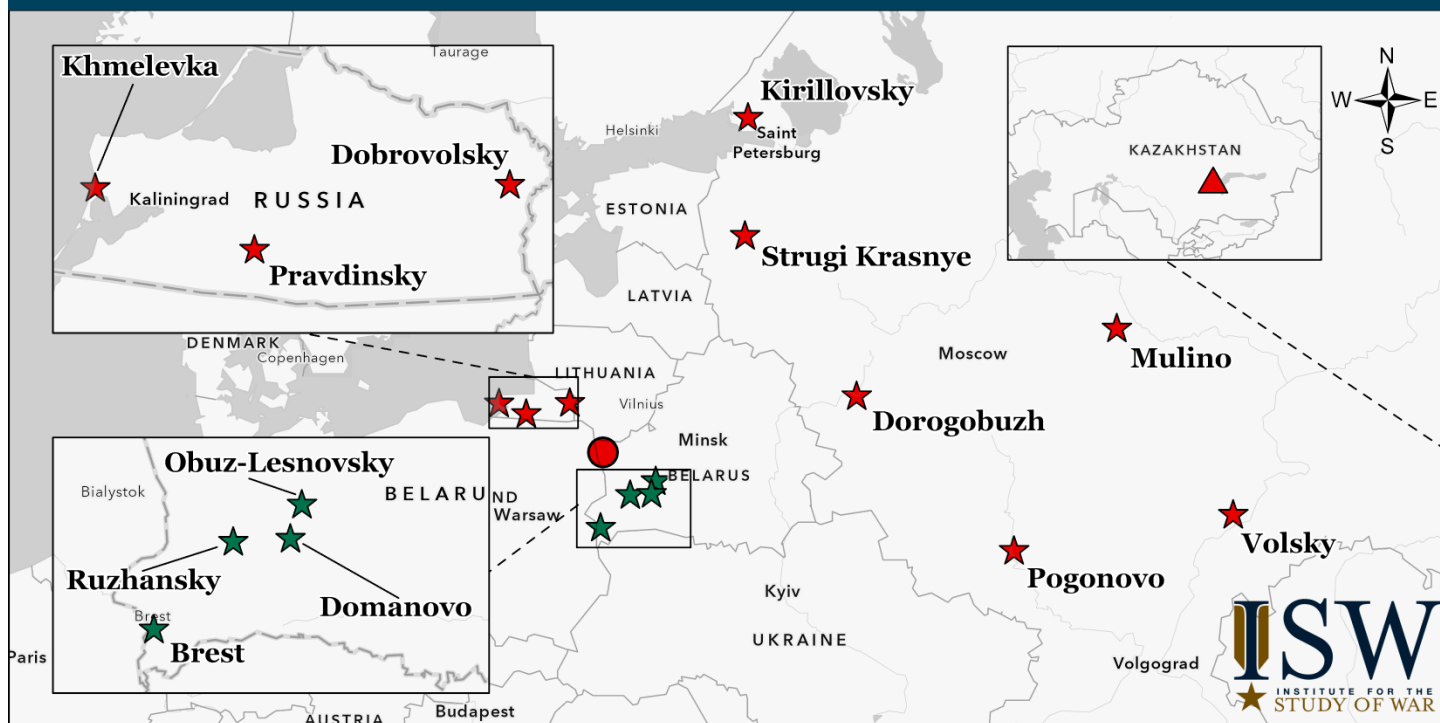 Khmelevka
Taurage
Dobrovolsky
Kaliningrad
RUSSIA
Pravdinsky
Kirillovsky
Helsinki
Saint
Petersburg
ESTONIA
Strugi Krasnye
LATVIA
KAZAKHSTAN
N
W
E
S
DENMARK
Copenhagen
LITHUANIA
Vilnius
Moscow
Mulino
Dorogobuzh
Minsk
BELARUS
Obuz-Lesnovsky
Bialystok
BELARU
ND
Warsaw
Ruzhansky
Domanovo
Brest
Brest
Volsky
Pogonovo
Kyiv
UKRAINE
Paris
Volgograd
AUSTRIA
Budapest
ISW
INSTITUTE FOR THE
STUDY OF WAR